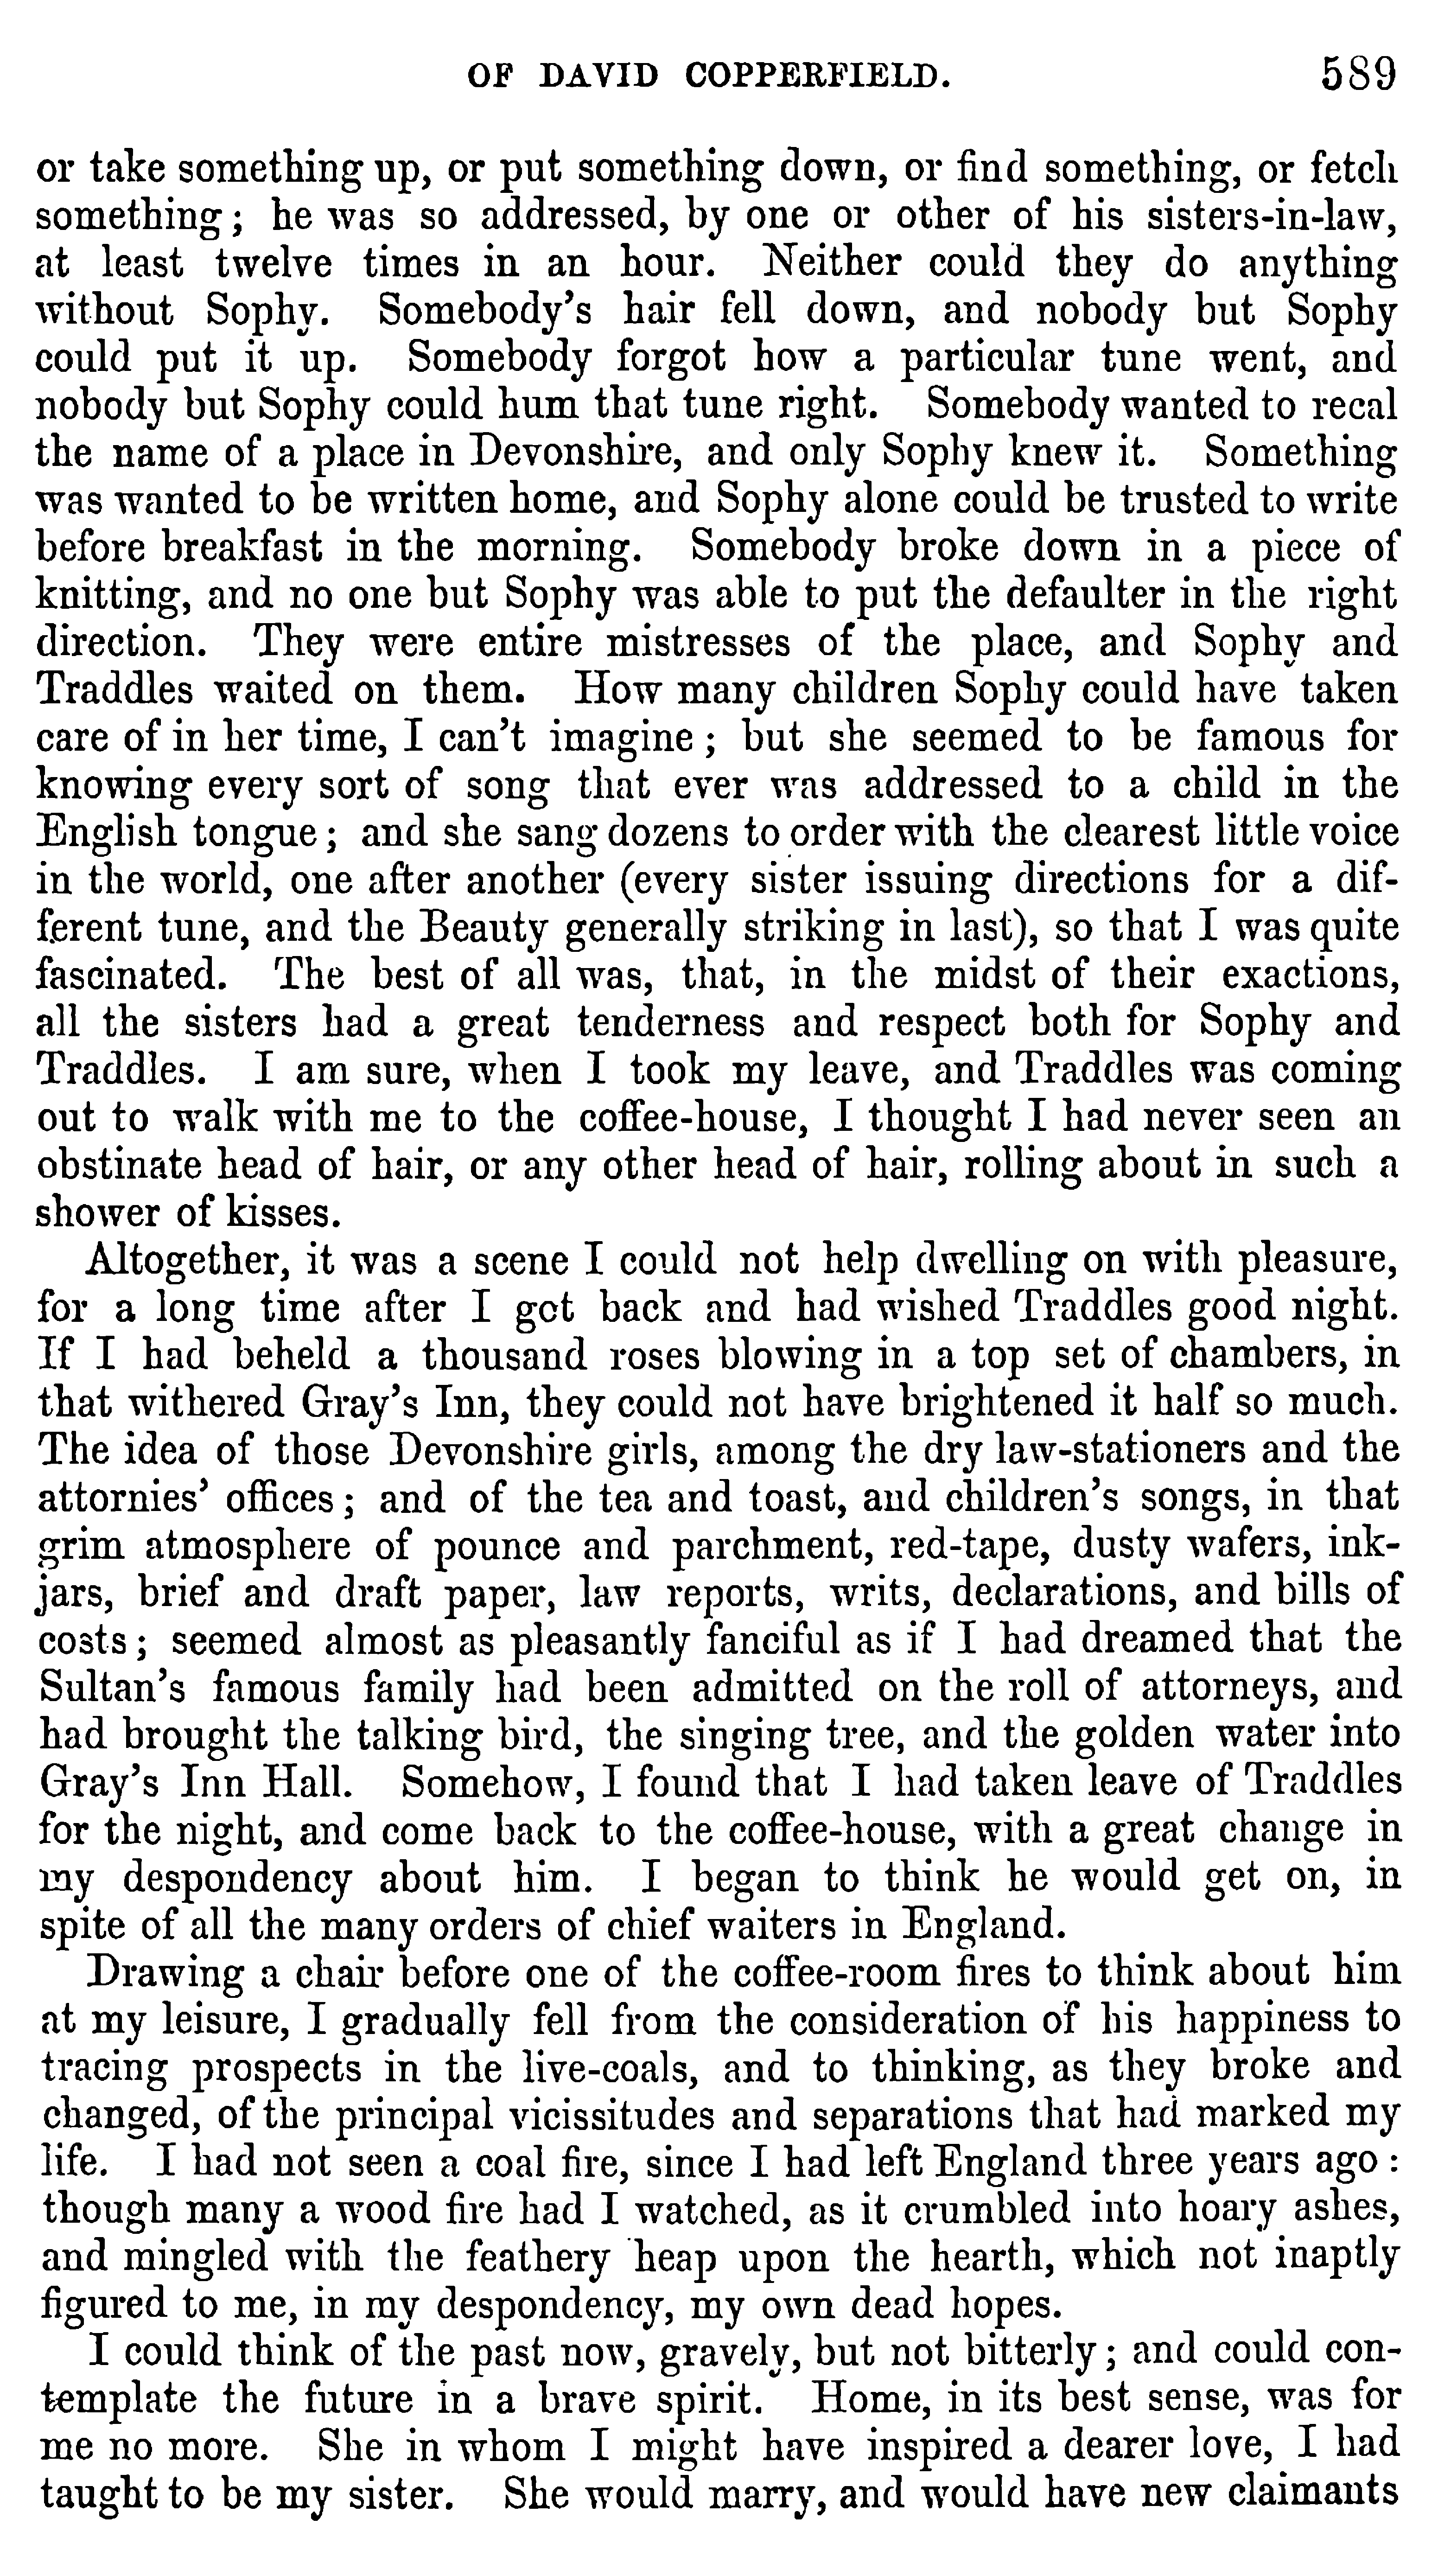 OF DAVID COPPERFIELD. 589
or take something up, or put something down, or find something, or fetch
something; he was so addressed, by one or other of his sisters-in-law,
at least twelve times in an hour. Neither could they do anything
without Sophy. Somebody's hair fell down, and nobody but Sophy
could put it up. Somebody forgot how a particular tune went, and
nobody but Sophy could hum that tune right. Somebody wanted to recal
the name of a place in Devonshire, and only Sophy knew it. Something
was wanted to be written home, and Sophy alone could be trusted to write
before breakfast in the morning. Somebody broke down in a piece of
knitting, and no one but Sophy was able to put the defaulter in the right
direction. They were entire mistresses of the place, and Sophy and
Traddles waited on them. How many children Sophy could have taken
care of in her time, I can't imagine; but she seemed to be famous for
knowing every sort of song that ever was addressed to a child in the
English tongue; and she sang dozens to order with the clearest little voice
in the world, one after another (every sister issuing directions for a dif-
ferent tune, and the Beauty generally striking in last), so that I was quite
fascinated. The best of all was, that, in the midst of their exactions,
all the sisters had a great tenderness and respect both for Sophy and
Traddles. I am sure, when I took my leave, and Traddles was coming
out to walk with me to the coffee-house, I thought I had never seen an
obstinate head of hair, or any other head of hair, rolling about in such a
shower of kisses.
Altogether, it was a scene I could not help dwelling on with pleasure,
for a long time after I got back and had wished Traddles good night.
If I had beheld a thousand roses blowing in a top set of chambers, in
that withered Gray's Inn, they could not have brightened it half so much.
The idea of those Devonshire girls, among the dry law-stationers and the
attornies' offices; and of the tea and toast, and children's songs, in that
grim atmosphere of pounce and parchment, red-tape, dusty wafers, ink-
jars, brief and draft paper, law reports, writs, declarations, and bills of
costs; seemed almost as pleasantly fanciful as if I had dreamed that the
Sultan's famous family had been admitted on the roll of attorneys, and
had brought the talking bird, the singing tree, and the golden water into
Gray's Inn Hall. Somehow, I found that I had taken leave of Traddles
for the night, and come back to the coffee-house, with a great change in
my despondency about him. I began to think he would get on, in
spite of all the many orders of chief waiters in England.
Drawing a chair before one of the coffee-room fires to think about him
at my leisure, I gradually fell from the consideration of his happiness to
tracing prospects in the live-coals, and to thinking, as they broke and
changed, of the principal vicissitudes and separations that had marked my
life. I had not seen a coal fire, since I had left England three years ago:
though many a wood fire had I watched, as it crumbled into hoary ashes,
and mingled with the feathery heap upon the hearth, which not inaptly
figured to me, in my despondency, my own dead hopes.
I could think of the past now, gravely, but not bitterly; and could con-
template the future in a brave spirit. Home, in its best sense, was for
me no more. She in whom I might have inspired a dearer love, I had
taught to be my sister. She would marry, and would have new claimants